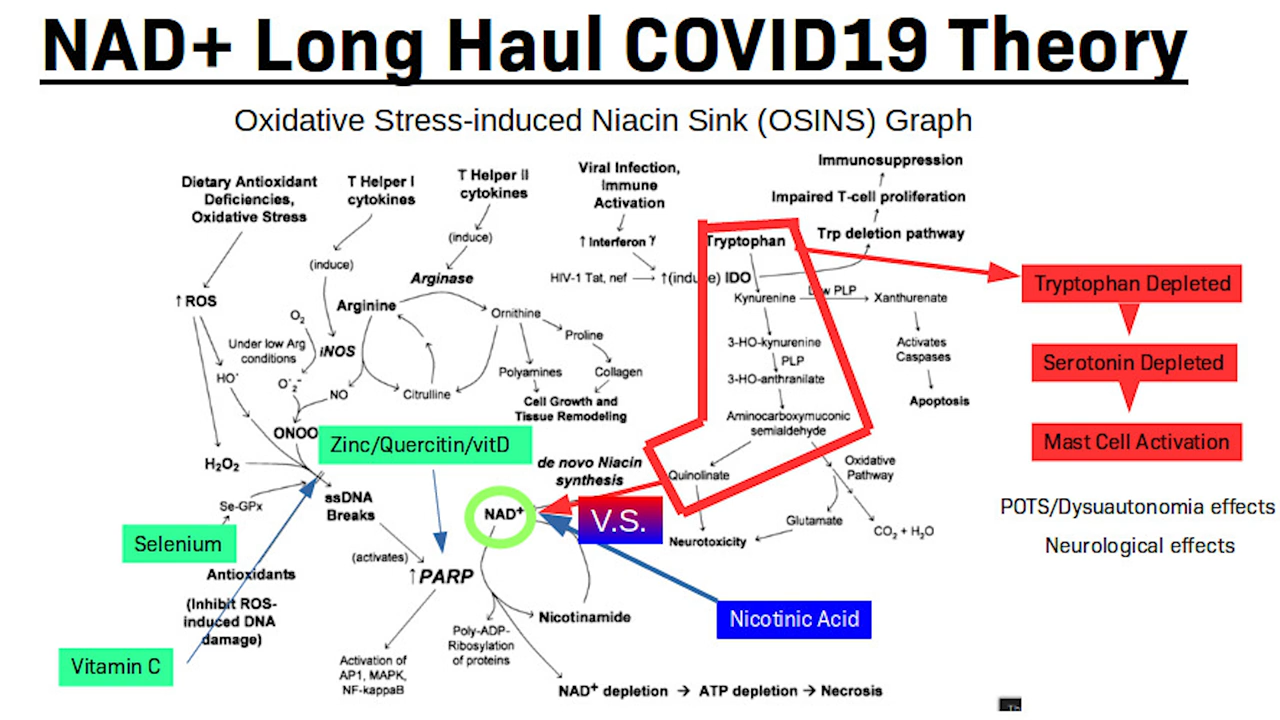 NAD+ Long Haul COVID19 Theory
Oxidative Stress-induced Niacin Sink (OSINS) Graph
Dietary Antioxidant
Deficiencies,
Oxidative Stress
T Helper I
cytokines
T Helper II
cytokines
Viral Infection,
Immune
Activation
Immunosuppression
Impaired T-cell proliferation
Trp deletion pathway
(induce)
(induce)
Arginase
↑ Interferon γ
HIV-1 Tat, nef
↑(induce) IDO
Tryptophan
Tryptophan Depleted
Serotonin Depleted
Mast Cell Activation
POTS/Dysuautonomia effects
Neurological effects
↑ ROS
O₂
Under low Arg
conditions
iNOS
Arginine
Ornithine
Proline
Kynurenine
Low PLP
Xanthurenate
3-HO-kynurenine
PLP
3-HO-anthranilate
Activates
Caspases
Apoptosis
HO˙
O˙₂⁻
NO
Citrulline
Polyamines
Collagen
Cell Growth and
Tissue Remodeling
Aminocarboxymuconic
semialdehyde
ONOO
Zinc/Quercitin/vitD
H₂O₂
ssDNA
Breaks
de novo Niacin
synthesis
Quinolinate
Oxidative
Pathway
Se-GPx
Selenium
NAD⁺
V.S.
Glutamate
CO₂ + H₂O
Neurotoxicity
Antioxidants
(Inhibit ROS-
induced DNA
damage)
(activates)
↑PARP
Nicotinamide
Nicotinic Acid
Vitamin C
Activation of
AP1, MAPK,
NF-kappaB
Poly-ADP-
Ribosylation
of proteins
NAD⁺ depletion → ATP depletion → Necrosis